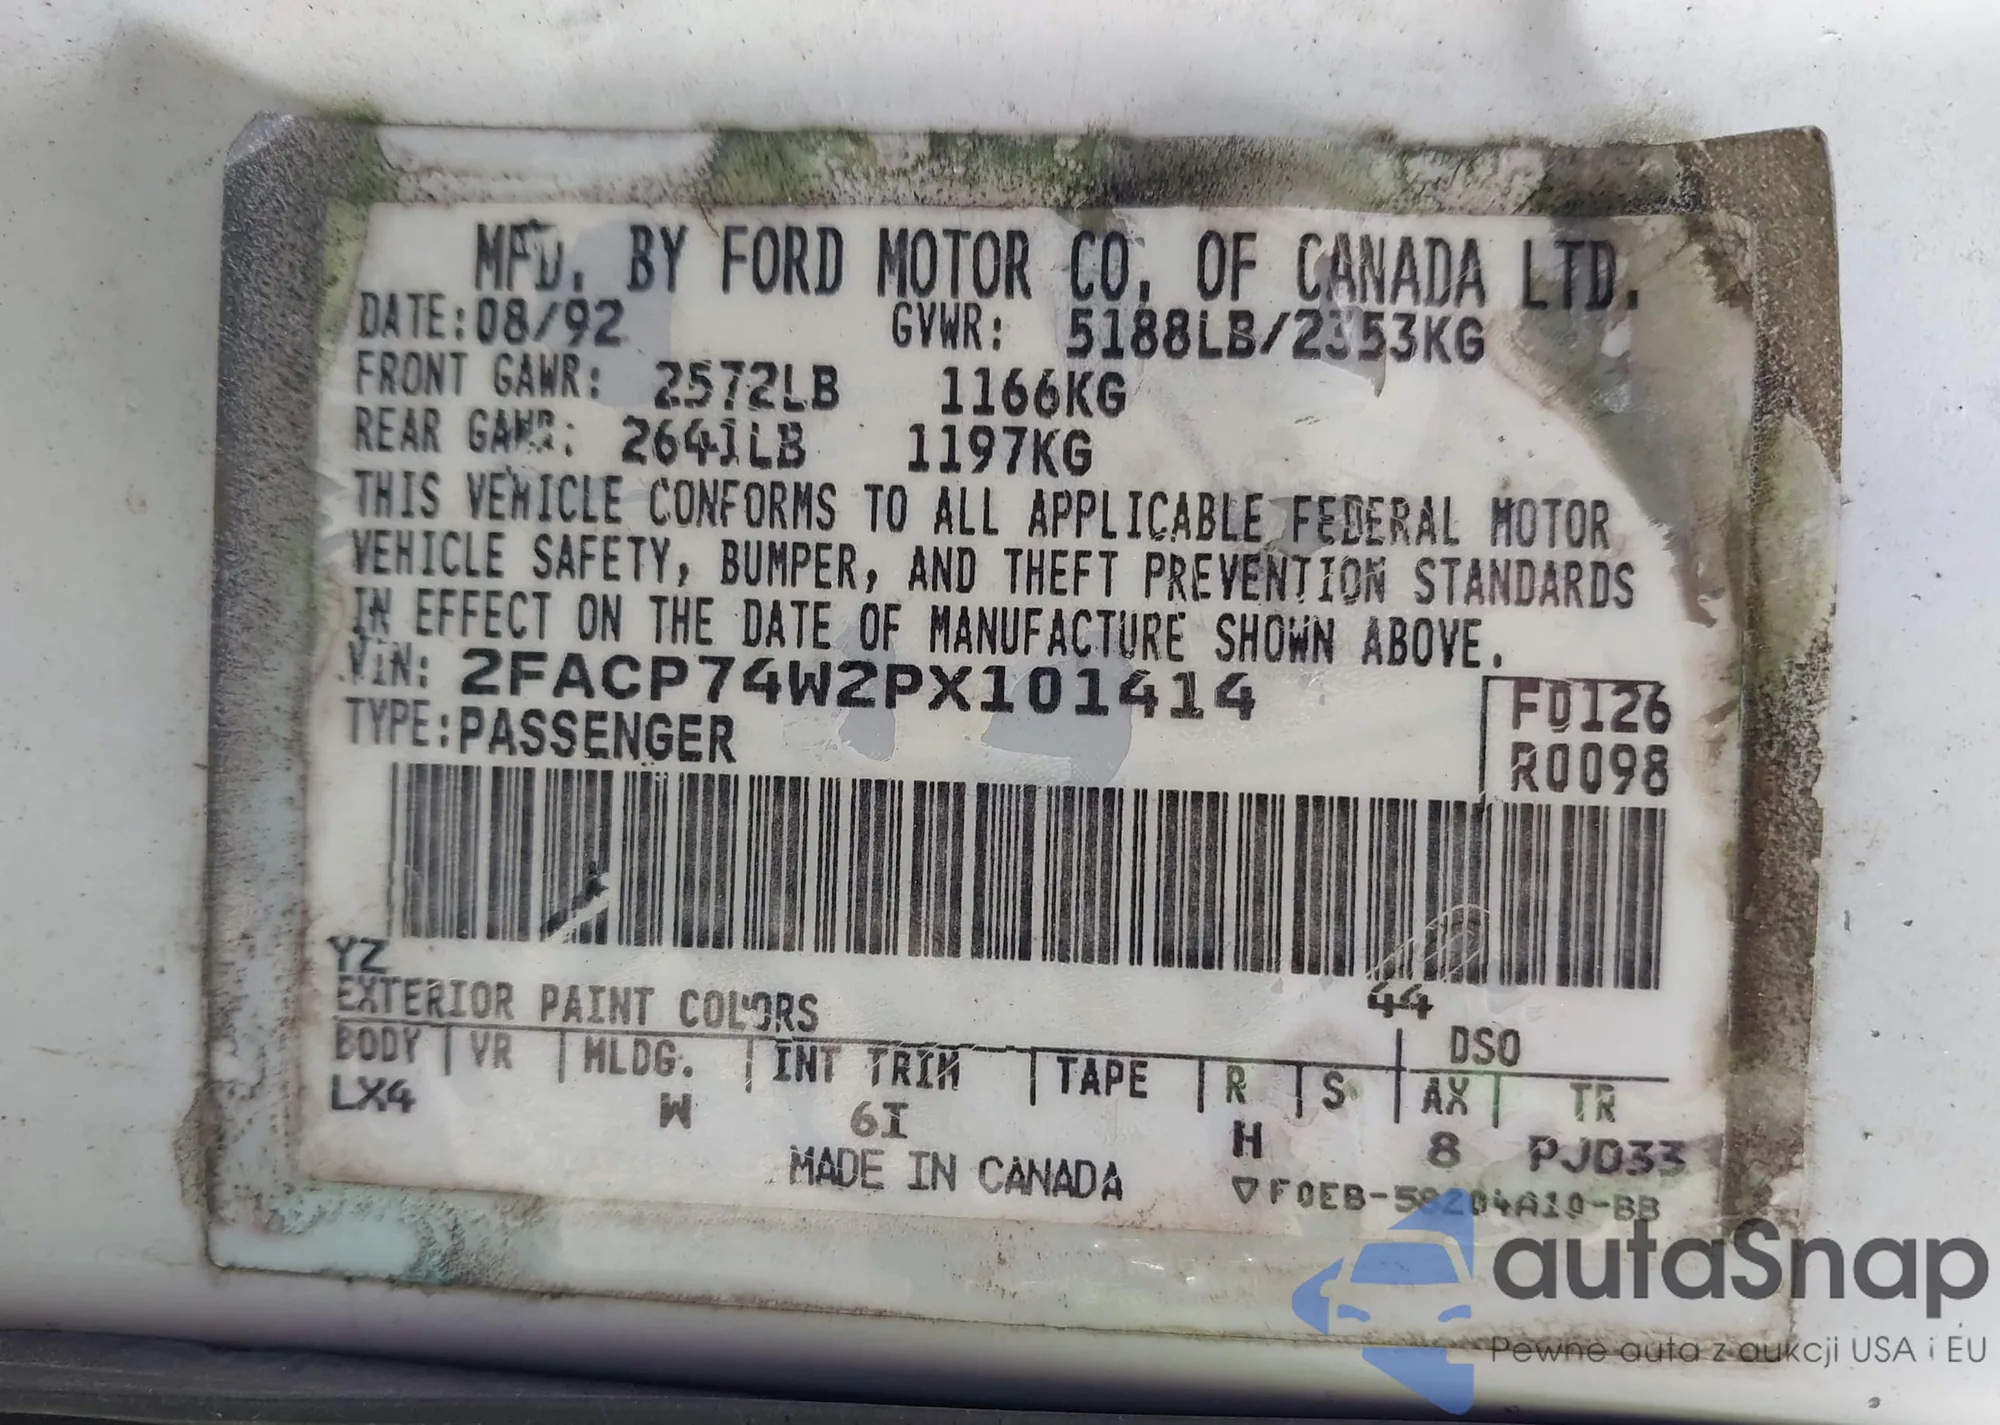 MFD. BY FORD MOTOR CO. OF CANADA LTD.
DATE: 08/92 GVWR: 5188LB/2353KG
FRONT GAWR: 2572LB 1166KG
REAR GAWR: 2641LB 1197KG
THIS VEHICLE CONFORMS TO ALL APPLICABLE FEDERAL MOTOR
VEHICLE SAFETY, BUMPER, AND THEFT PREVENTION STANDARDS
IN EFFECT ON THE DATE OF MANUFACTURE SHOWN ABOVE.
VIN: 2FACP74W2PX101414
F0126
TYPE: PASSENGER
R0098
YZ
EXTERIOR PAINT COLORS 44
DSO
BODY VR MLDG. INT TRIM TAPE R S AX TR
LX4 W 6I H 8 PJD33
MADE IN CANADA
F0EB-58204A10-BB
autaSnap
Pewne auta z aukcji USA i EU